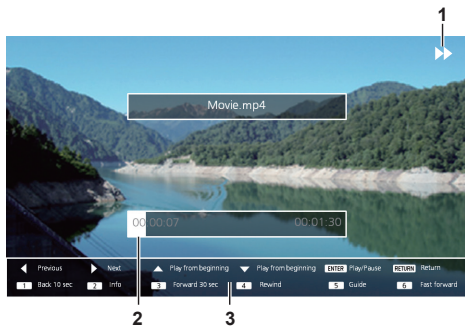 1
Movie.mp4
00:00:07 00:01:30
Previous Next Play from beginning Play from beginning ENTER Play/Pause RETURN Return
1 Back 10 sec 2 Info 3 Forward 30 sec 4 Rewind 5 Guide 6 Fast forward
2 3